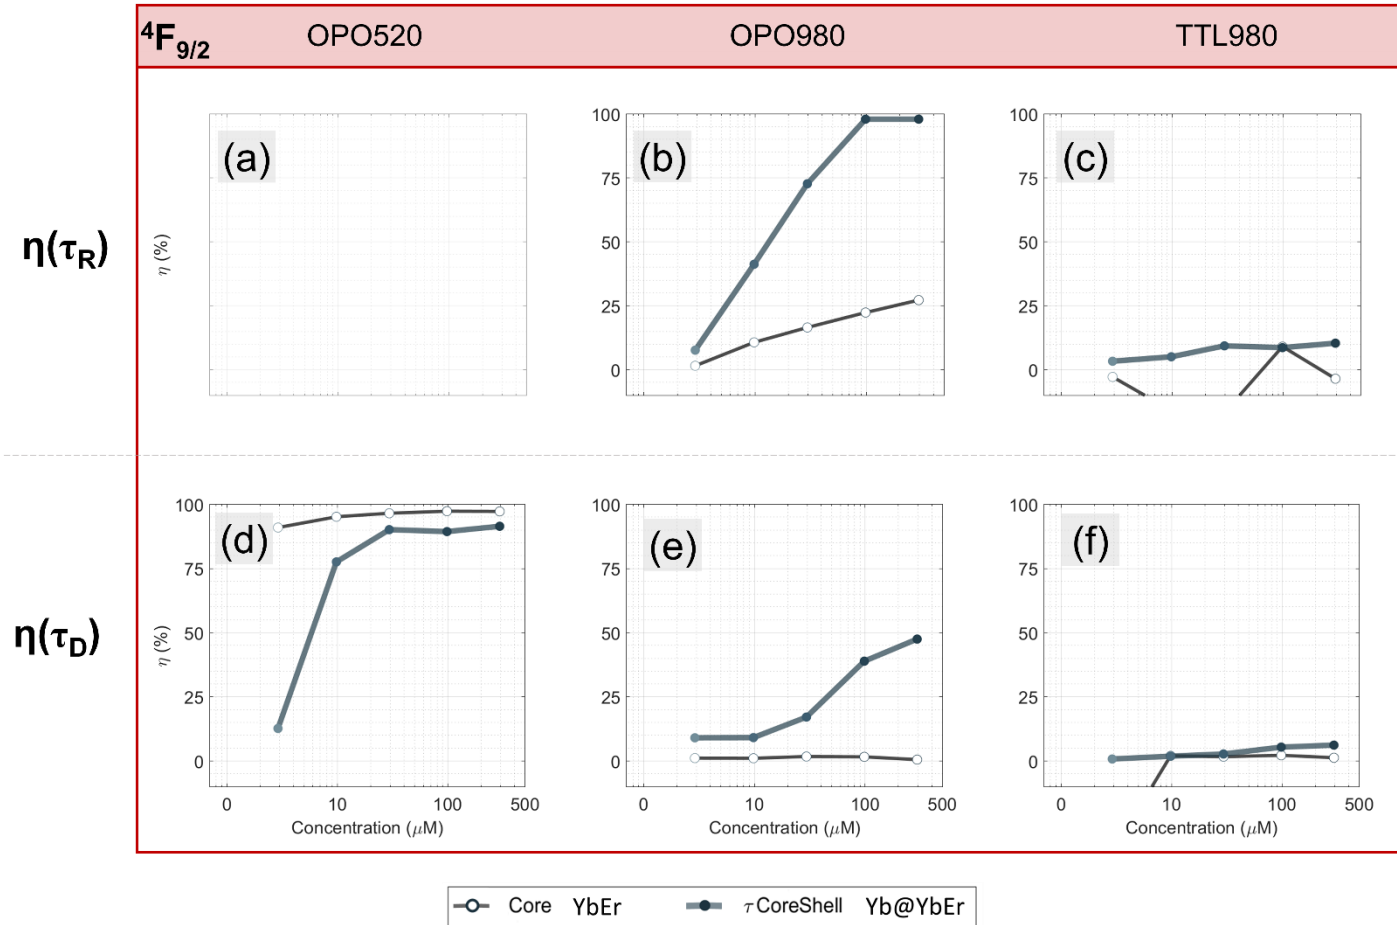 ⁴F9/2 OPO520 OPO980 TTL980
η(τR)
(a)
η (%)
(b)
100
75
50
25
0
(c)
100
75
50
25
0
η(τD)
(d)
η (%)
100
75
50
25
0
0 10 100 500
Concentration (μM)
(e)
100
75
50
25
0
0 10 100 500
Concentration (μM)
(f)
100
75
50
25
0
0 10 100 500
Concentration (μM)
Core YbEr τ CoreShell Yb@YbEr